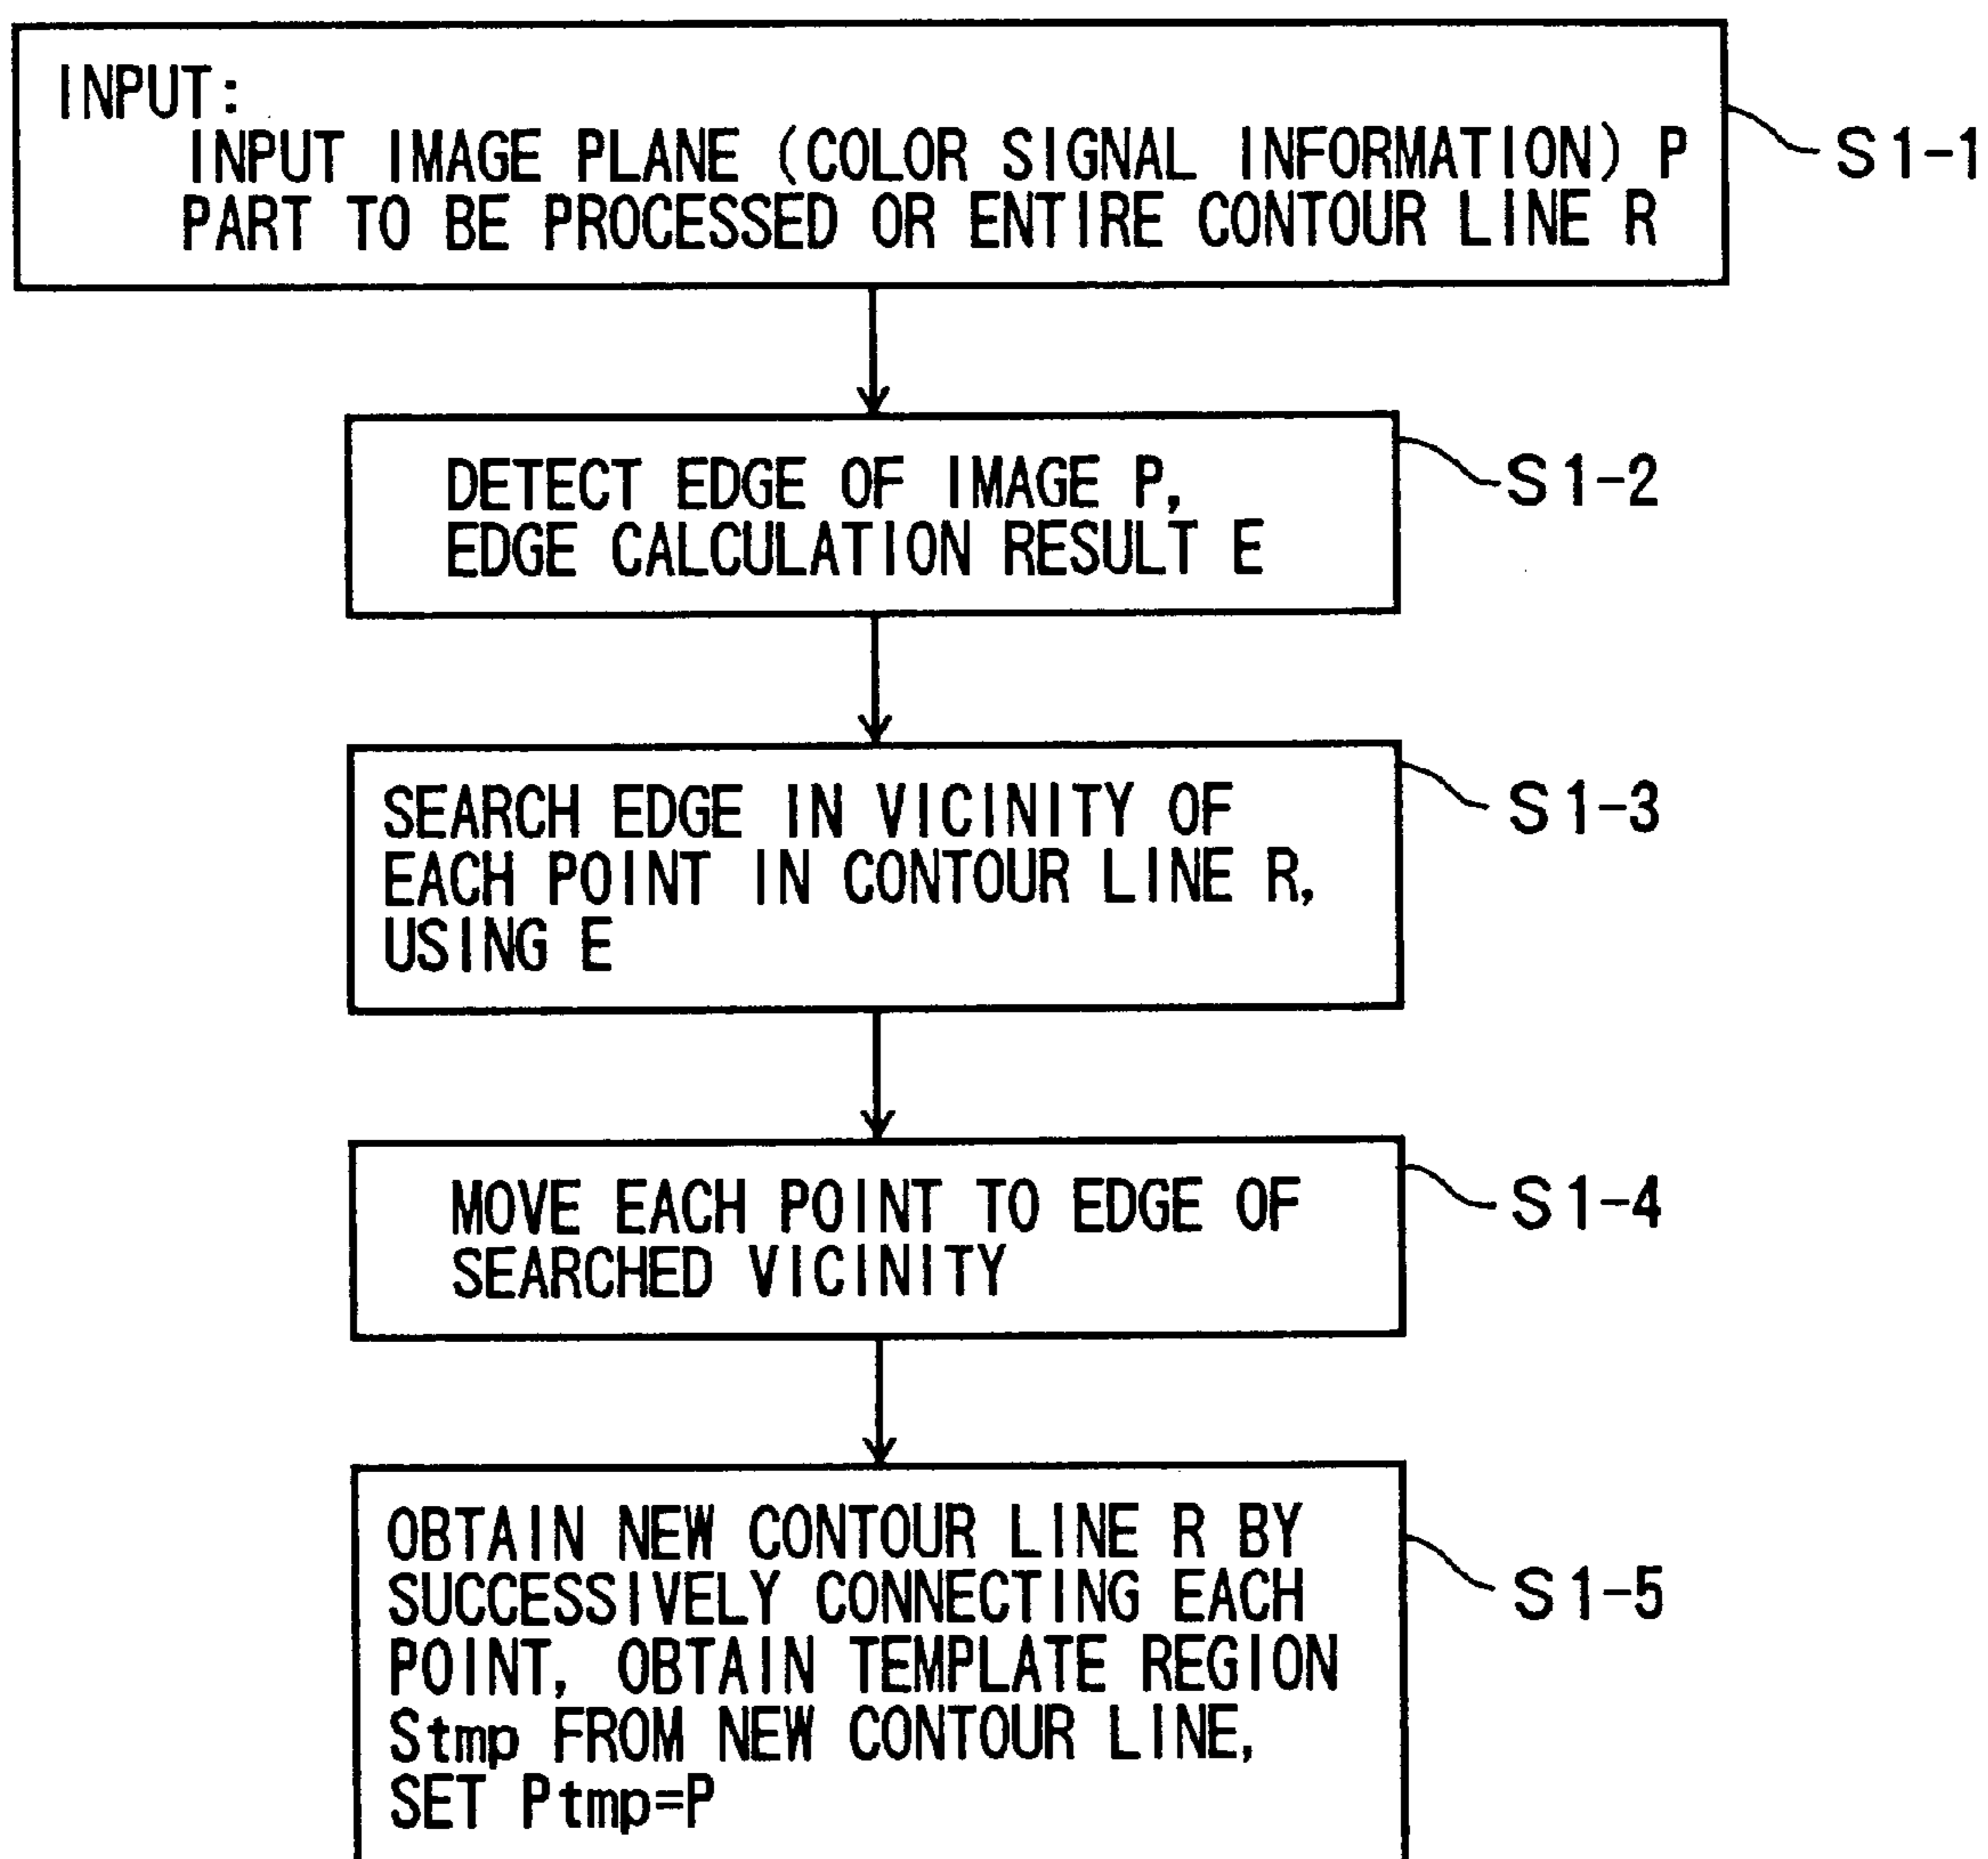 INPUT:
INPUT IMAGE PLANE (COLOR SIGNAL INFORMATION) P
PART TO BE PROCESSED OR ENTIRE CONTOUR LINE R
S1-1
DETECT EDGE OF IMAGE P,
EDGE CALCULATION RESULT E
S1-2
SEARCH EDGE IN VICINITY OF
EACH POINT IN CONTOUR LINE R,
USING E
S1-3
MOVE EACH POINT TO EDGE OF
SEARCHED VICINITY
S1-4
OBTAIN NEW CONTOUR LINE R BY
SUCCESSIVELY CONNECTING EACH
POINT, OBTAIN TEMPLATE REGION
Stmp FROM NEW CONTOUR LINE,
SET Ptmp=P
S1-5